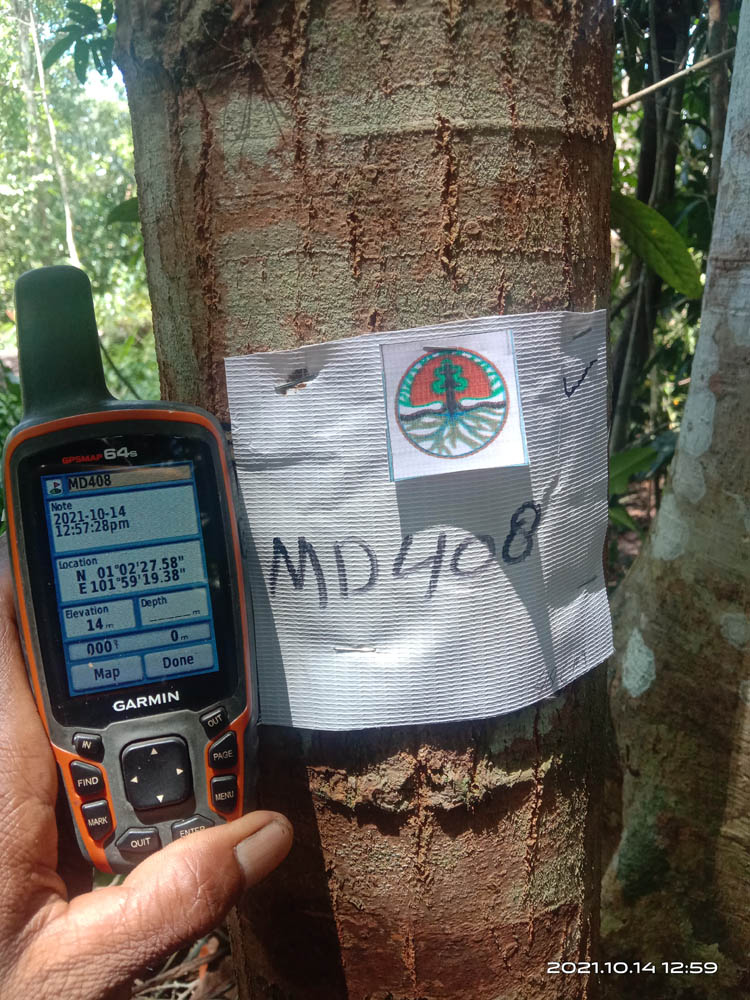 GPSMAP 64s
MD408
Note
2021-10-14
12:57:28pm
Location
N 01°02'27.58"
E 101°59'19.38"
Elevation
14 m
Depth
_____ m
000°T
0 m
Map
Done
GARMIN
IN
OUT
FIND
PAGE
MARK
MENU
QUIT
ENTER
MD408
2021.10.14 12:59